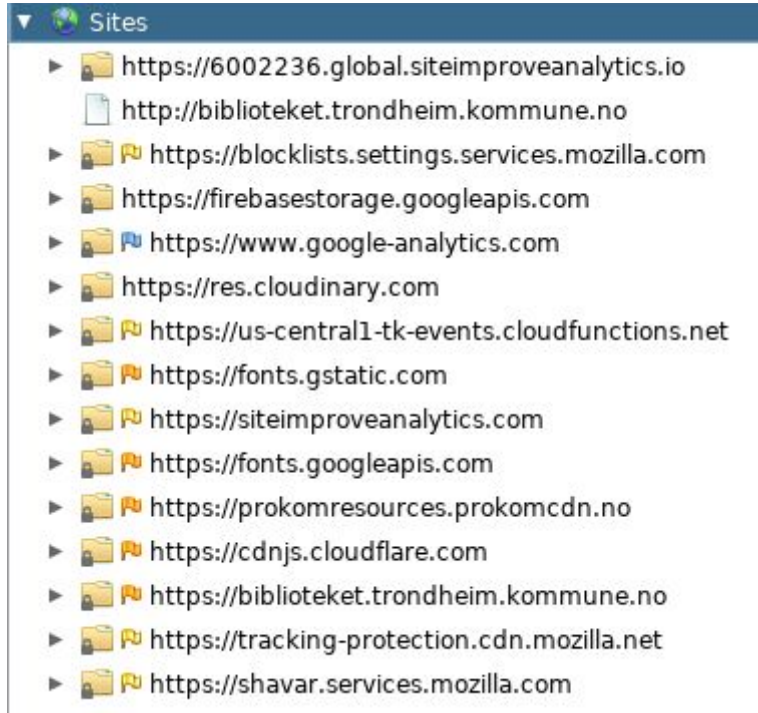 Sites
https://6002236.global.siteimproveanalytics.io
http://biblioteket.trondheim.kommune.no
https://blocklists.settings.services.mozilla.com
https://firebasestorage.googleapis.com
https://www.google-analytics.com
https://res.cloudinary.com
https://us-central1-tk-events.cloudfunctions.net
https://fonts.gstatic.com
https://siteimproveanalytics.com
https://fonts.googleapis.com
https://prokomresources.prokomcdn.no
https://cdnjs.cloudflare.com
https://biblioteket.trondheim.kommune.no
https://tracking-protection.cdn.mozilla.net
https://shavar.services.mozilla.com